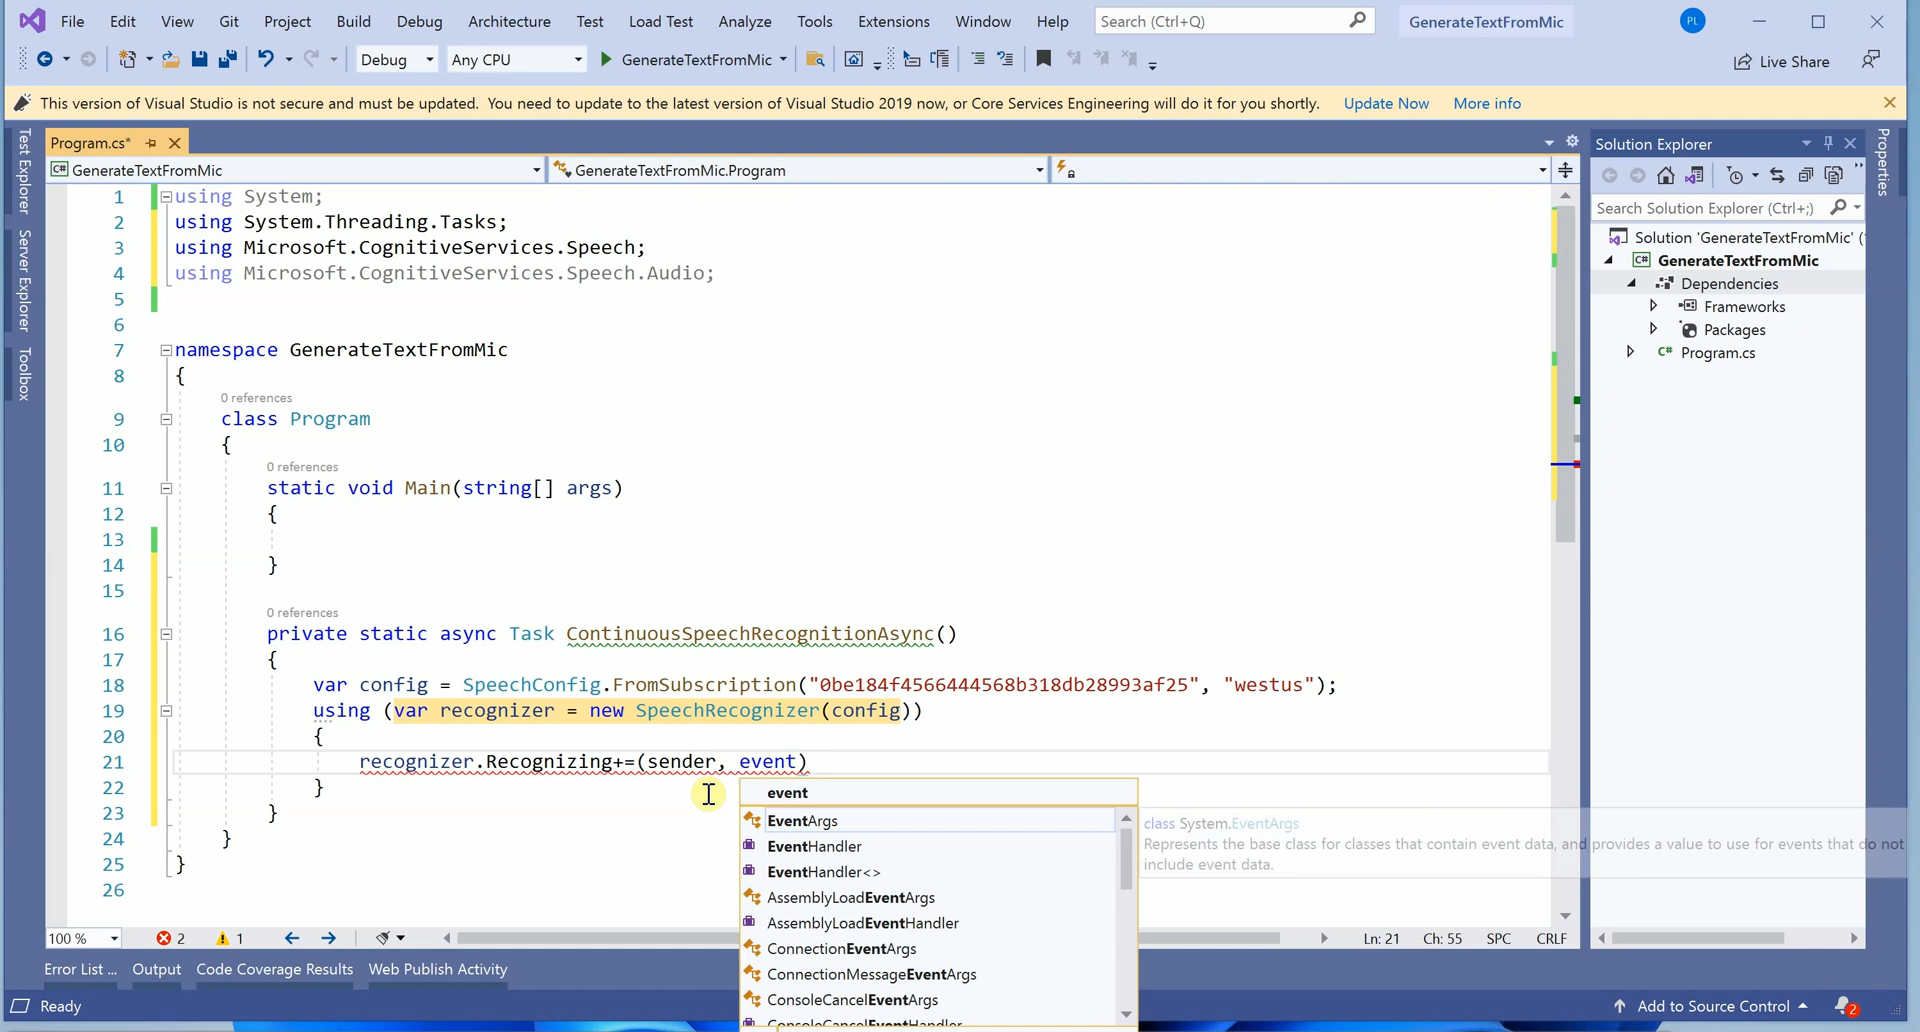 File Edit View Git Project Build Debug Architecture Test Load Test Analyze Tools Extensions Window Help Search (Ctrl+Q) GenerateTextFromMic PL
Debug Any CPU GenerateTextFromMic Live Share
This version of Visual Studio is not secure and must be updated. You need to update to the latest version of Visual Studio 2019 now, or Core Services Engineering will do it for you shortly. Update Now More info
Test Explorer
Server Explorer
Toolbox
Program.cs*
GenerateTextFromMic GenerateTextFromMic.Program
1 using System;
2 using System.Threading.Tasks;
3 using Microsoft.CognitiveServices.Speech;
4 using Microsoft.CognitiveServices.Speech.Audio;
5
6
7 namespace GenerateTextFromMic
8 {
0 references
9 class Program
10 {
0 references
11 static void Main(string[] args)
12 {
13
14 }
15
0 references
16 private static async Task ContinuousSpeechRecognitionAsync()
17 {
18 var config = SpeechConfig.FromSubscription("0be184f4566444568b318db28993af25", "westus");
19 using (var recognizer = new SpeechRecognizer(config))
20 {
21 recognizer.Recognizing+=(sender, event)
22 }
23 }
24 }
25 }
26
event
EventArgs
EventHandler
EventHandler<>
AssemblyLoadEventArgs
AssemblyLoadEventHandler
ConnectionEventArgs
ConnectionMessageEventArgs
ConsoleCancelEventArgs
ConsoleCancelEventHandler
class System.EventArgs
Represents the base class for classes that contain event data, and provides a value to use for events that do not
include event data.
Solution Explorer
Search Solution Explorer (Ctrl+;)
Solution 'GenerateTextFromMic' (
C# GenerateTextFromMic
Dependencies
Frameworks
Packages
C# Program.cs
Properties
100 % 2 1 Ln: 21 Ch: 55 SPC CRLF
Error List ... Output Code Coverage Results Web Publish Activity
Ready Add to Source Control 2